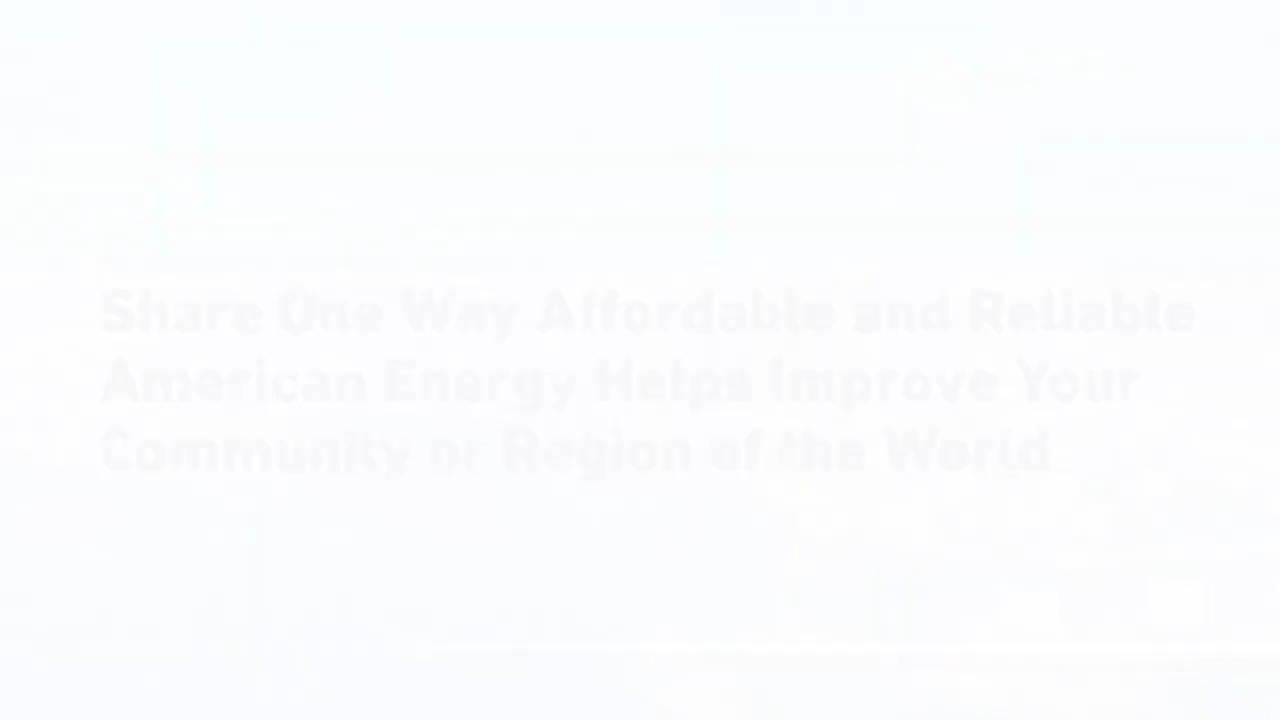 Share One Way Affordable and Reliable
American Energy Helps Improve Your
Community or Region of the World